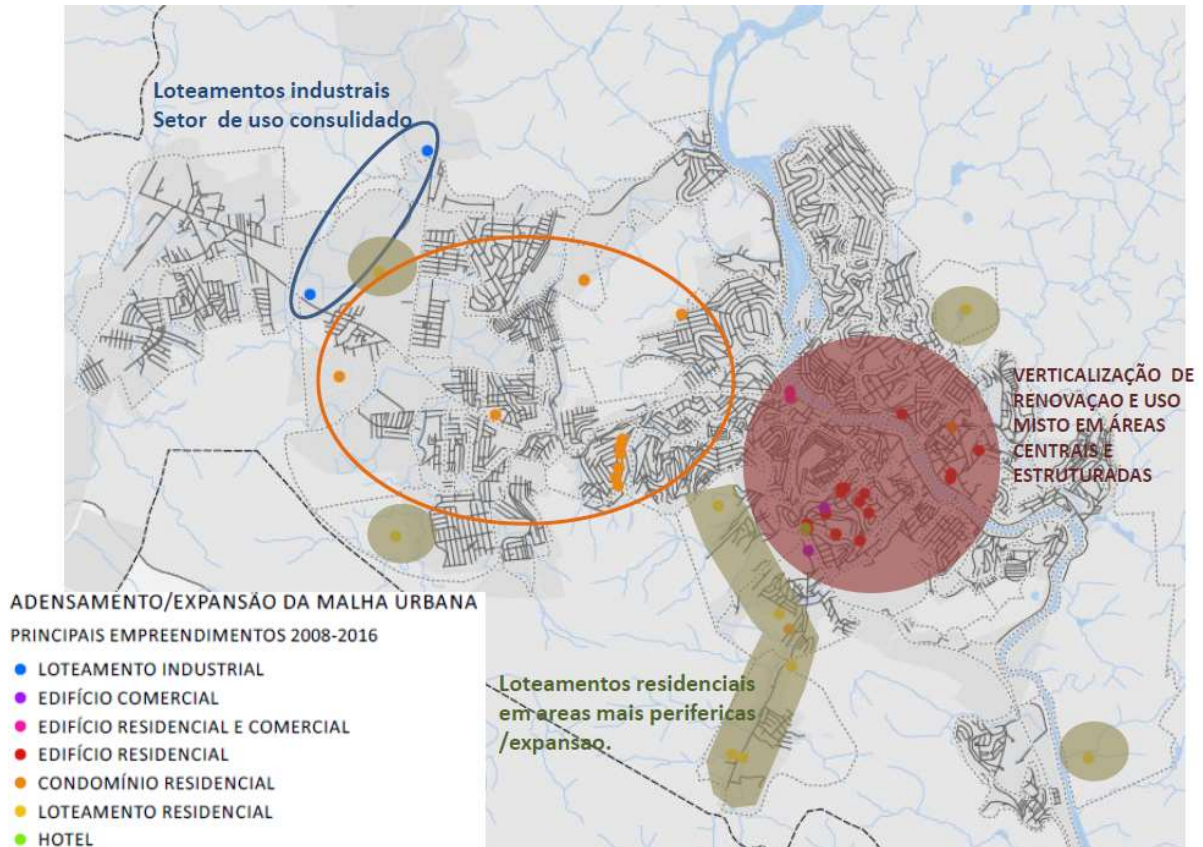 Loteamentos industrais
Setor de uso consulidado
VERTICALIZAÇÃO DE
RENOVAÇAO E USO
MISTO EM ÁREAS
CENTRAIS E
ESTRUTURADAS
Loteamentos residenciais
em areas mais perifericas
/expansao.
ADENSAMENTO/EXPANSÃO DA MALHA URBANA
PRINCIPAIS EMPREENDIMENTOS 2008-2016
LOTEAMENTO INDUSTRIAL
EDIFÍCIO COMERCIAL
EDIFÍCIO RESIDENCIAL E COMERCIAL
EDIFÍCIO RESIDENCIAL
CONDOMÍNIO RESIDENCIAL
LOTEAMENTO RESIDENCIAL
HOTEL